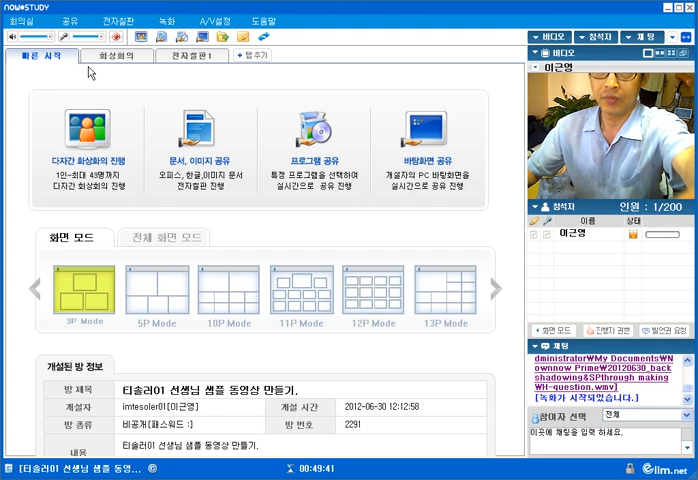 NOW★STUDY
회의실 공유 전자칠판 녹화 A/V설정 도움말
비디오 참석자 채팅
빠른 시작 화상회의 전자칠판1 + 탭추가
다자간 화상회의 진행
1인~최대 43명까지
다자간 화상회의 진행
문서, 이미지 공유
오피스, 한글,이미지 문서
전자칠판 진행
프로그램 공유
특정 프로그램을 선택하여
실시간으로 공유 진행
바탕화면 공유
개설자의 PC 바탕화면을
실시간으로 공유 진행
화면 모드 전체 화면 모드
3P Mode 5P Mode 10P Mode 11P Mode 12P Mode 13P Mode
개설된 방 정보
방 제목 티솔러01 선생님 샘플 동영상 만들기.
개설자 imtesoler01[이근영] 개설 시간 2012-06-30 12:12:58
방 종류 비공개[패스워드 :] 방 번호 2291
내용 티솔러01 선생님 샘플 동영상 만들기.
비디오
이근영
참석자 인원 : 1/200
이름 상태
이근영
화면 모드 진행자 권한 발언권 요청
채팅
dministrator₩My Documents₩N
ownnow Prime₩20120630_back
shadowing&SPthrough making
₩H-question.wmv]
[녹화가 시작되었습니다.]
참여자 선택 전체
이곳에 채팅을 입력 하세요.
[티솔러01 선생님 샘플 동영... 00:49:41 elim.net